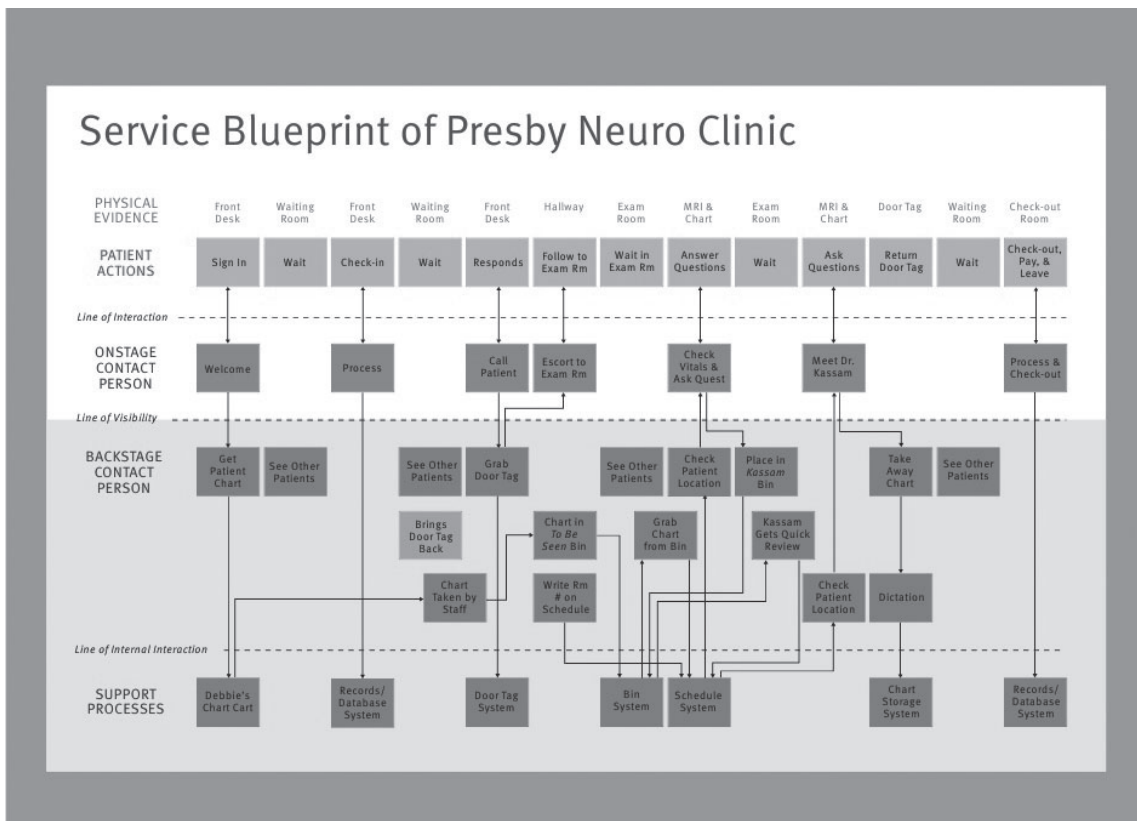 Service Blueprint of Presby Neuro Clinic
PHYSICAL
EVIDENCE
Front
Desk
Waiting
Room
Front
Desk
Waiting
Room
Front
Desk
Hallway
Exam
Room
MRI &
Chart
Exam
Room
MRI &
Chart
Door Tag
Waiting
Room
Check-out
Room
PATIENT
ACTIONS
Sign In
Wait
Check-in
Wait
Responds
Follow to
Exam Rm
Wait in
Exam Rm
Answer
Questions
Wait
Ask
Questions
Return
Door Tag
Wait
Check-out,
Pay, &
Leave
Line of Interaction
ONSTAGE
CONTACT
PERSON
Welcome
Process
Call
Patient
Escort to
Exam Rm
Check
Vitals &
Ask Quest
Meet Dr.
Kassam
Process &
Check-out
Line of Visibility
BACKSTAGE
CONTACT
PERSON
Get
Patient
Chart
See Other
Patients
See Other
Patients
Grab
Door Tag
See Other
Patients
Check
Patient
Location
Place in
Kassam
Bin
Take
Away
Chart
See Other
Patients
Brings
Door Tag
Back
Chart in
To Be
Seen Bin
Grab
Chart
from Bin
Kassam
Gets Quick
Review
Chart
Taken by
Staff
Write Rm
# on
Schedule
Check
Patient
Location
Dictation
Line of Internal Interaction
SUPPORT
PROCESSES
Debbie's
Chart Cart
Records/
Database
System
Door Tag
System
Bin
System
Schedule
System
Chart
Storage
System
Records/
Database
System